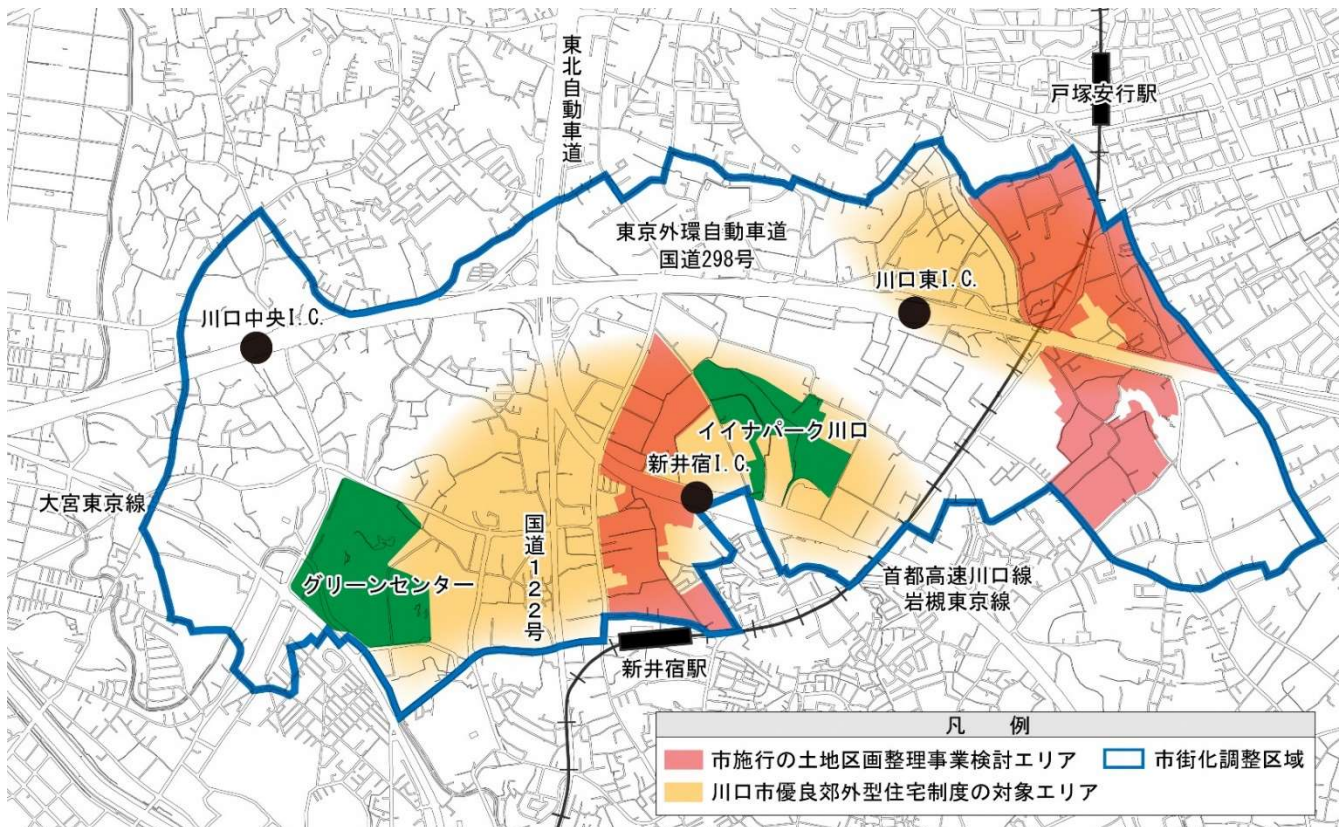 東北自動車道
戸塚安行駅
東京外環自動車道
国道298号
川口東I.C.
川口中央I.C.
イイナパーク川口
新井宿I.C.
大宮東京線
国道122号
グリーンセンター
首都高速川口線
岩槻東京線
新井宿駅
凡 例
市施行の土地区画整理事業検討エリア
市街化調整区域
川口市優良郊外型住宅制度の対象エリア